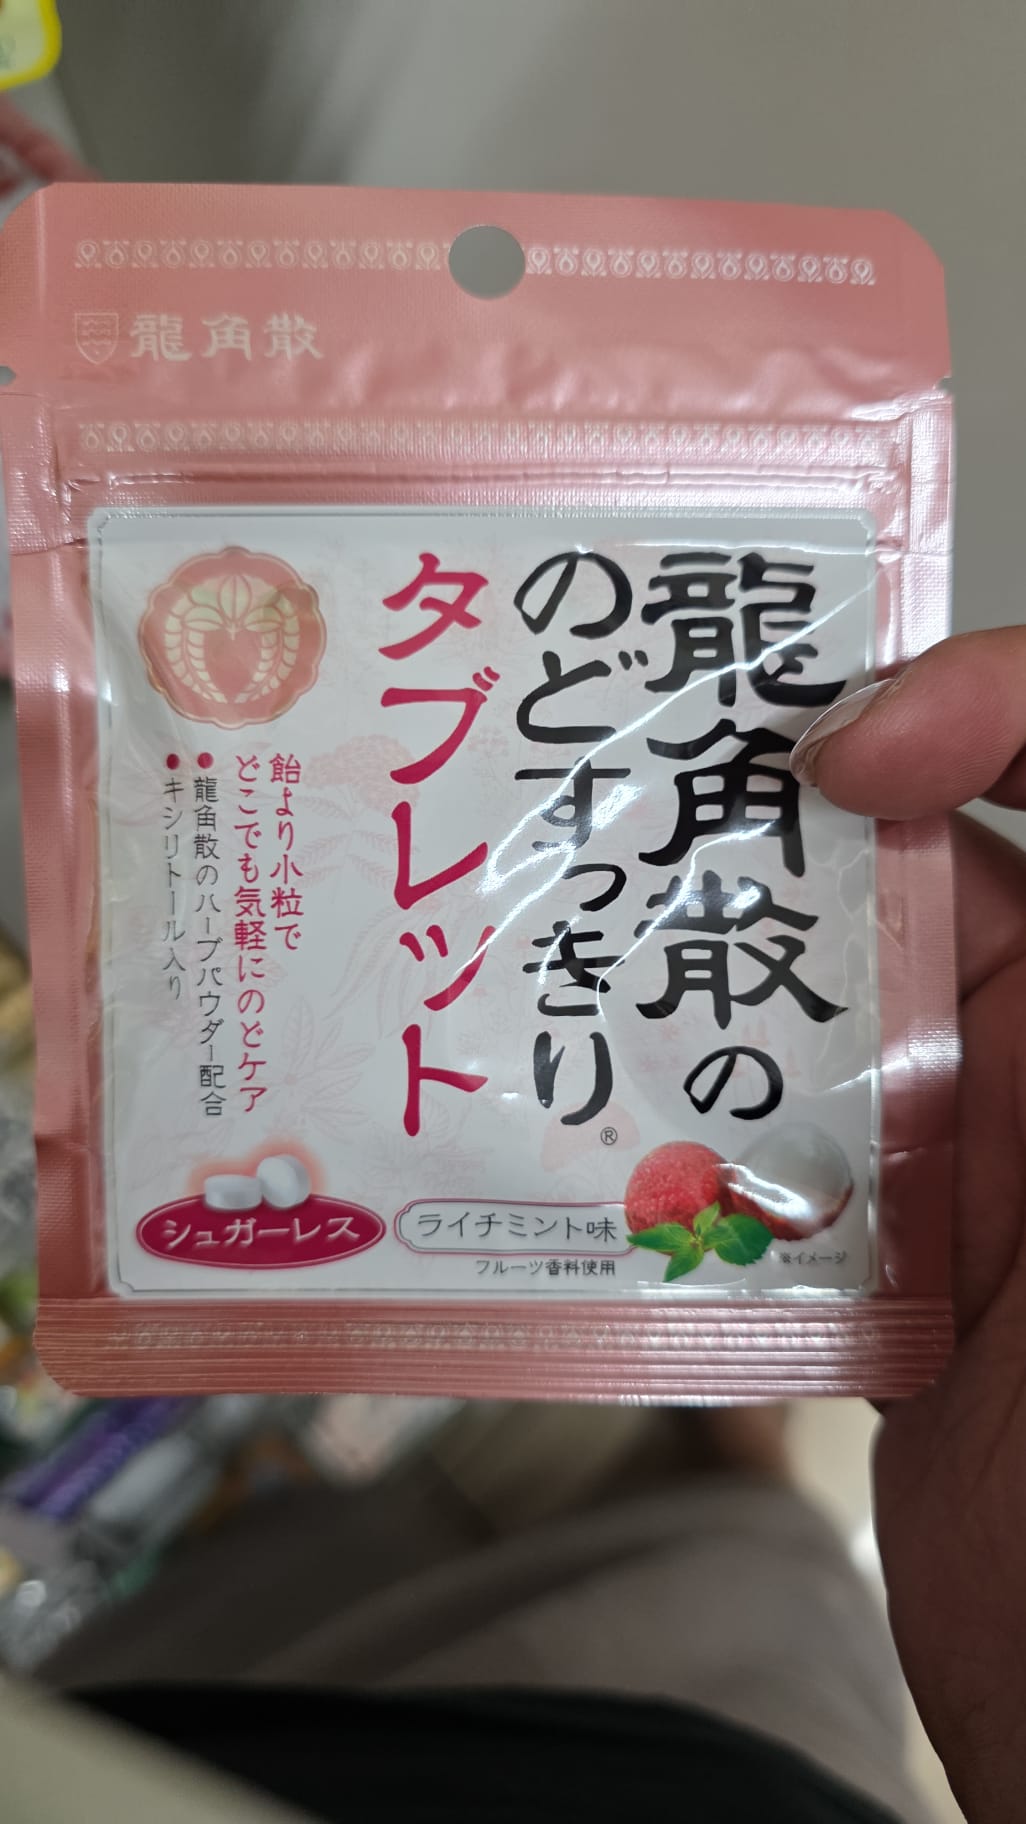 龍角散
龍角散の
のどすっきり®
タブレット
飴より小粒で
どこでも気軽にのどケア
●龍角散のハーブパウダー配合
●キシリトール入り
シュガーレス
ライチミント味
フルーツ香料使用
※イメージ